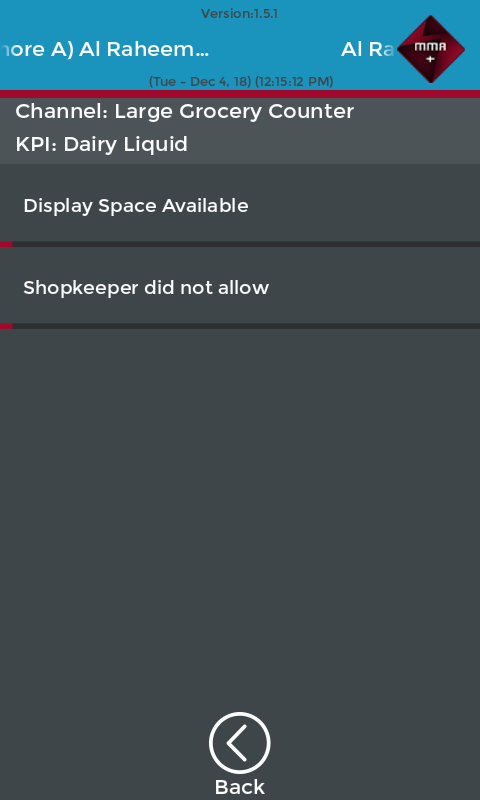 Version:1.5.1
ore A) Al Raheem... Al Ra
MMA
+
(Tue - Dec 4, 18) (12:15:12 PM)
Channel: Large Grocery Counter
KPI: Dairy Liquid
Display Space Available
Shopkeeper did not allow
Back